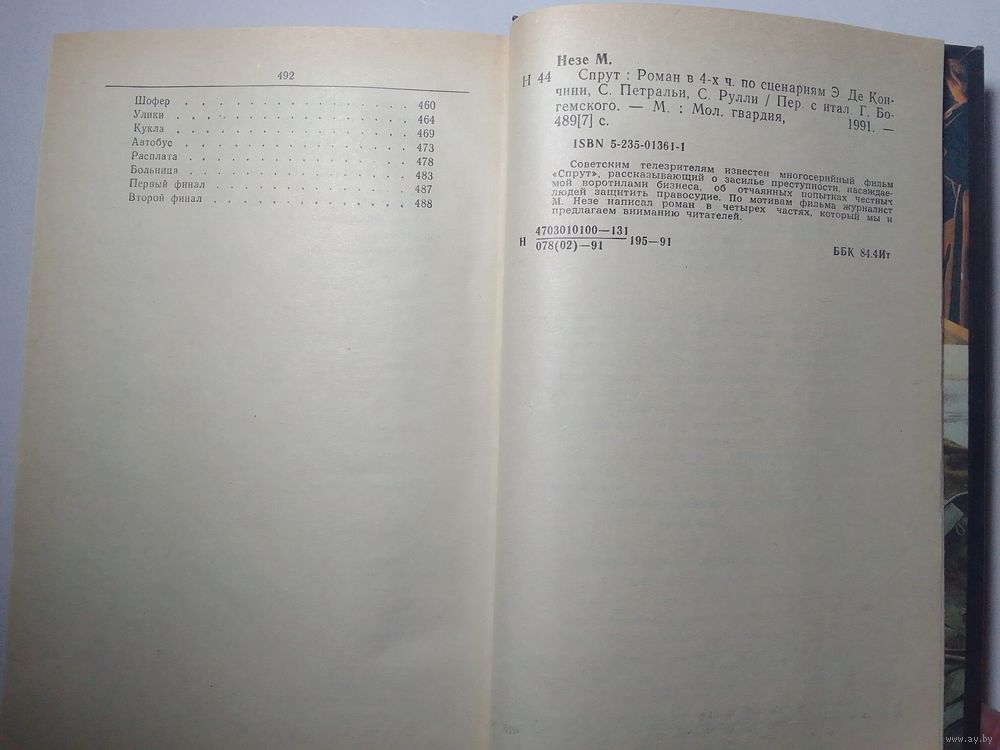 492
Шофер . . . . . . . . . . . . . . . 460
Улики . . . . . . . . . . . . . . . 464
Кукла . . . . . . . . . . . . . . . 469
Автобус . . . . . . . . . . . . . . 473
Расплата . . . . . . . . . . . . . . 478
Больница . . . . . . . . . . . . . . 483
Первый финал . . . . . . . . . . . . 487
Второй финал . . . . . . . . . . . . 488
Незе М.
Н 44 Спрут : Роман в 4-х ч. по сценариям Э. Де Кон-
чини, С. Петральи, С. Рулли / Пер. с итал. Г. Бо-
гемского. — М. : Мол. гвардия, 1991. —
489[7] с.
ISBN 5-235-01361-1
Советским телезрителям известен многосерийный фильм
«Спрут», рассказывающий о засилье преступности, насаждае-
мой воротилами бизнеса, об отчаянных попытках честных
людей защитить правосудие. По мотивам фильма журналист
М. Незе написал роман в четырех частях, который мы и
предлагаем вниманию читателей.
Н 4703010100—131
078(02)—91 195—91
ББК 84.4Ит
www.ay.by